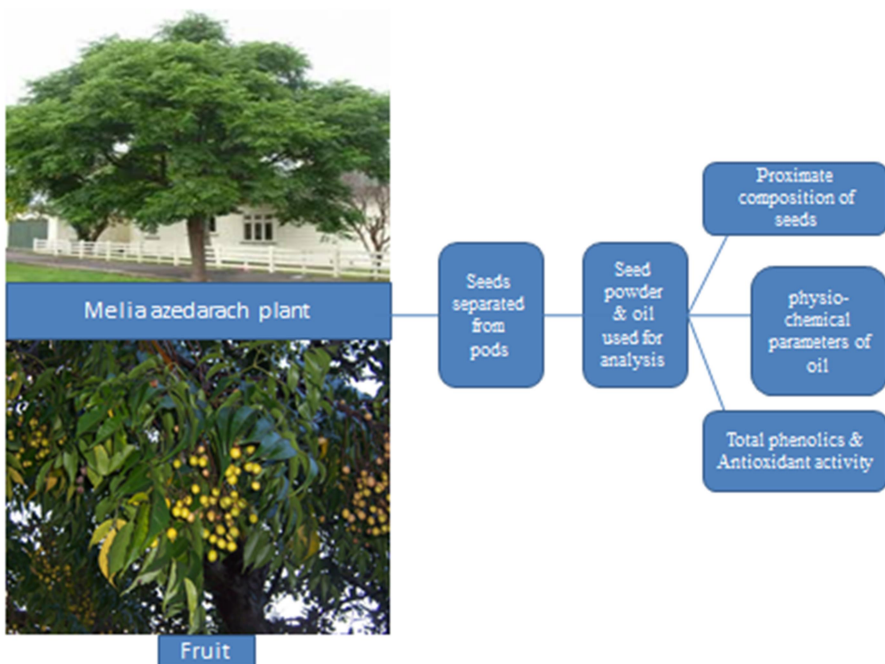 Melia azedarach plant
Fruit
Seeds
separated
from
pods
Seed
powder
& oil
used for
analysis
Proximate
composition of
seeds
physio-
chemical
parameters of
oil
Total phenolics &
Antioxidant activity